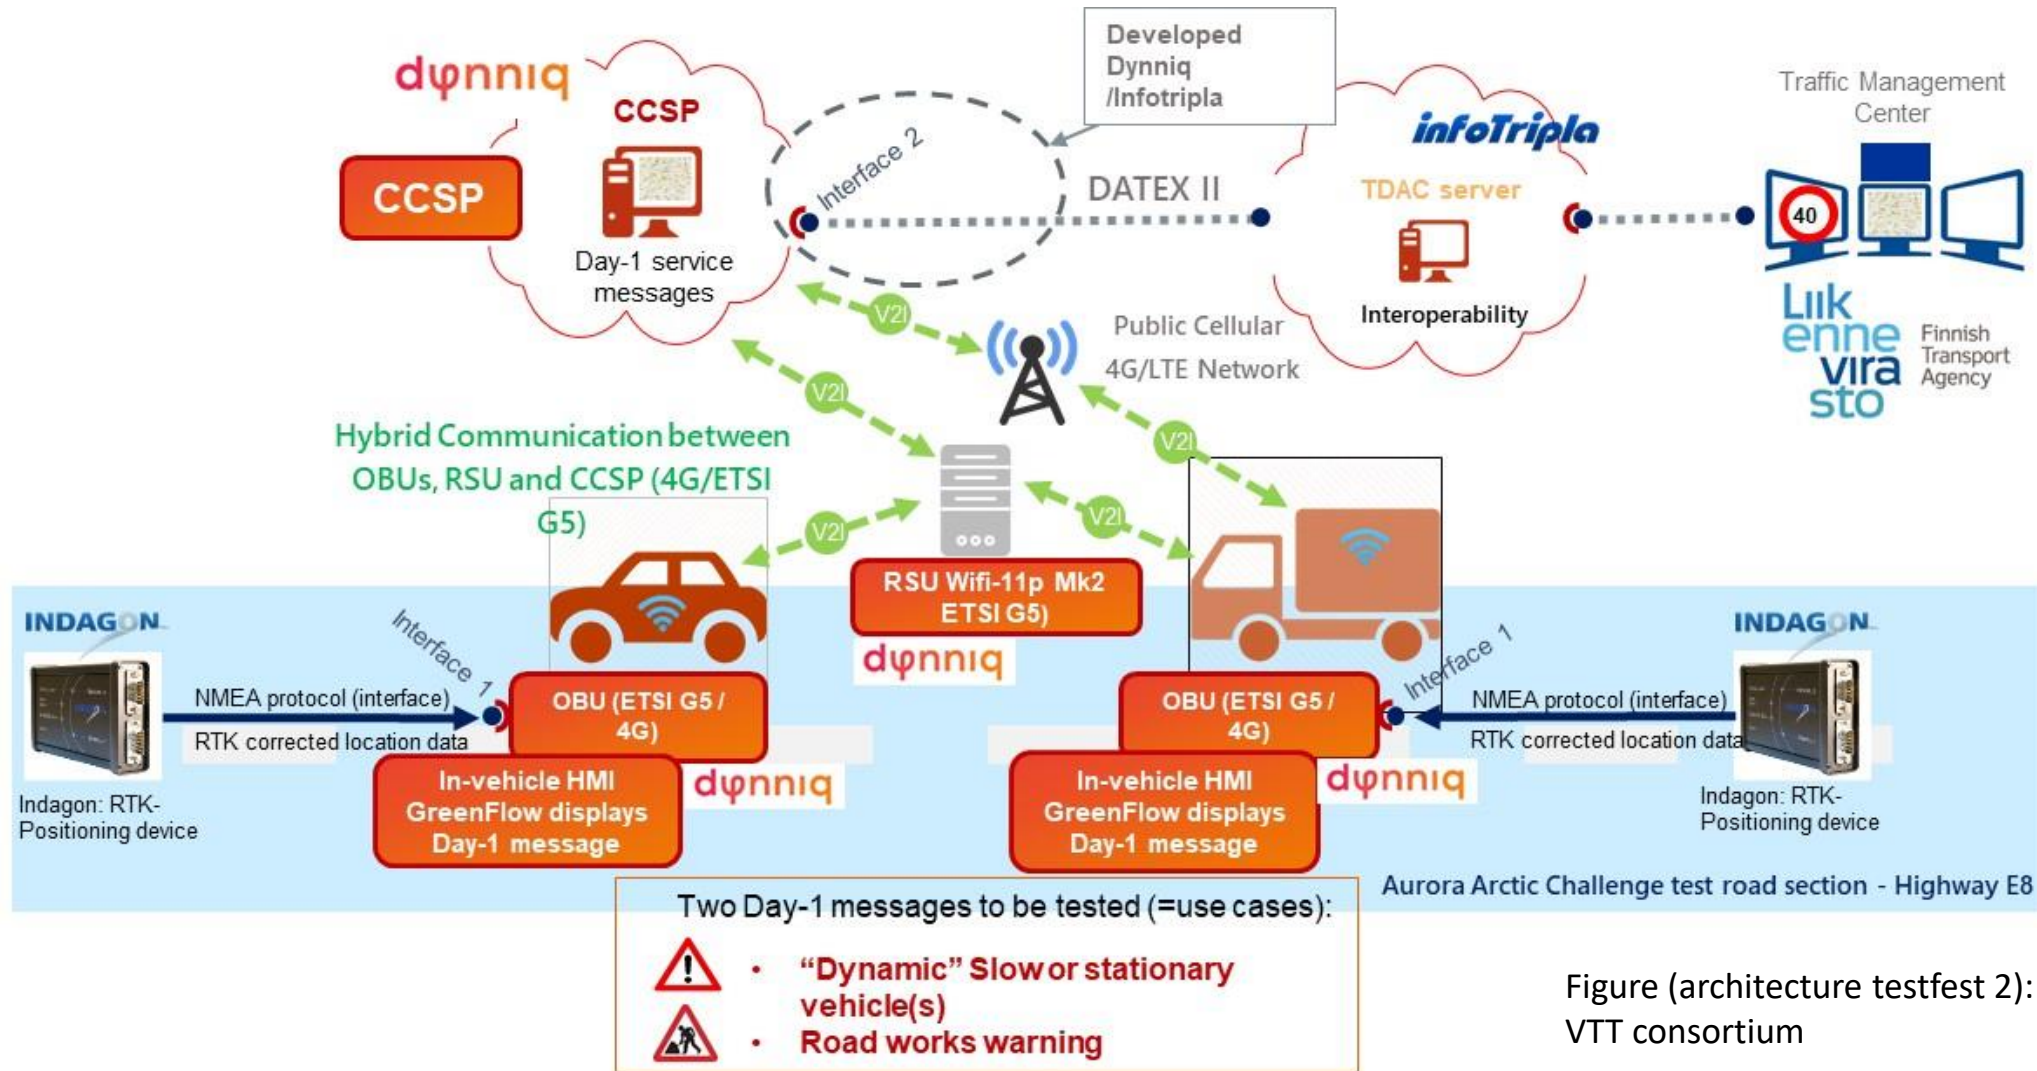 dynniq
CCSP
CCSP
Day-1 service
messages
Interface 2
Developed
Dynniq
/Infotripla
DATEX II
infoTripla
TDAC server
Interoperability
Traffic Management
Center
40
Liik
enne
vira
sto
Finnish
Transport
Agency
V2I
V2I
V2I
V2I
V2I
Public Cellular
4G/LTE Network
Hybrid Communication between
OBUs, RSU and CCSP (4G/ETSI
G5)
RSU Wifi-11p Mk2
ETSI G5)
dynniq
INDAGON
NMEA protocol (interface)
RTK corrected location data
Indagon: RTK-
Positioning device
Interface 1
OBU (ETSI G5 /
4G)
In-vehicle HMI
GreenFlow displays
Day-1 message
dynniq
OBU (ETSI G5 /
4G)
In-vehicle HMI
GreenFlow displays
Day-1 message
dynniq
Interface 1
INDAGON
NMEA protocol (interface)
RTK corrected location data
Indagon: RTK-
Positioning device
Aurora Arctic Challenge test road section - Highway E8
Two Day-1 messages to be tested (=use cases):
• “Dynamic” Slow or stationary
vehicle(s)
• Road works warning
Figure (architecture testfest 2):
VTT consortium